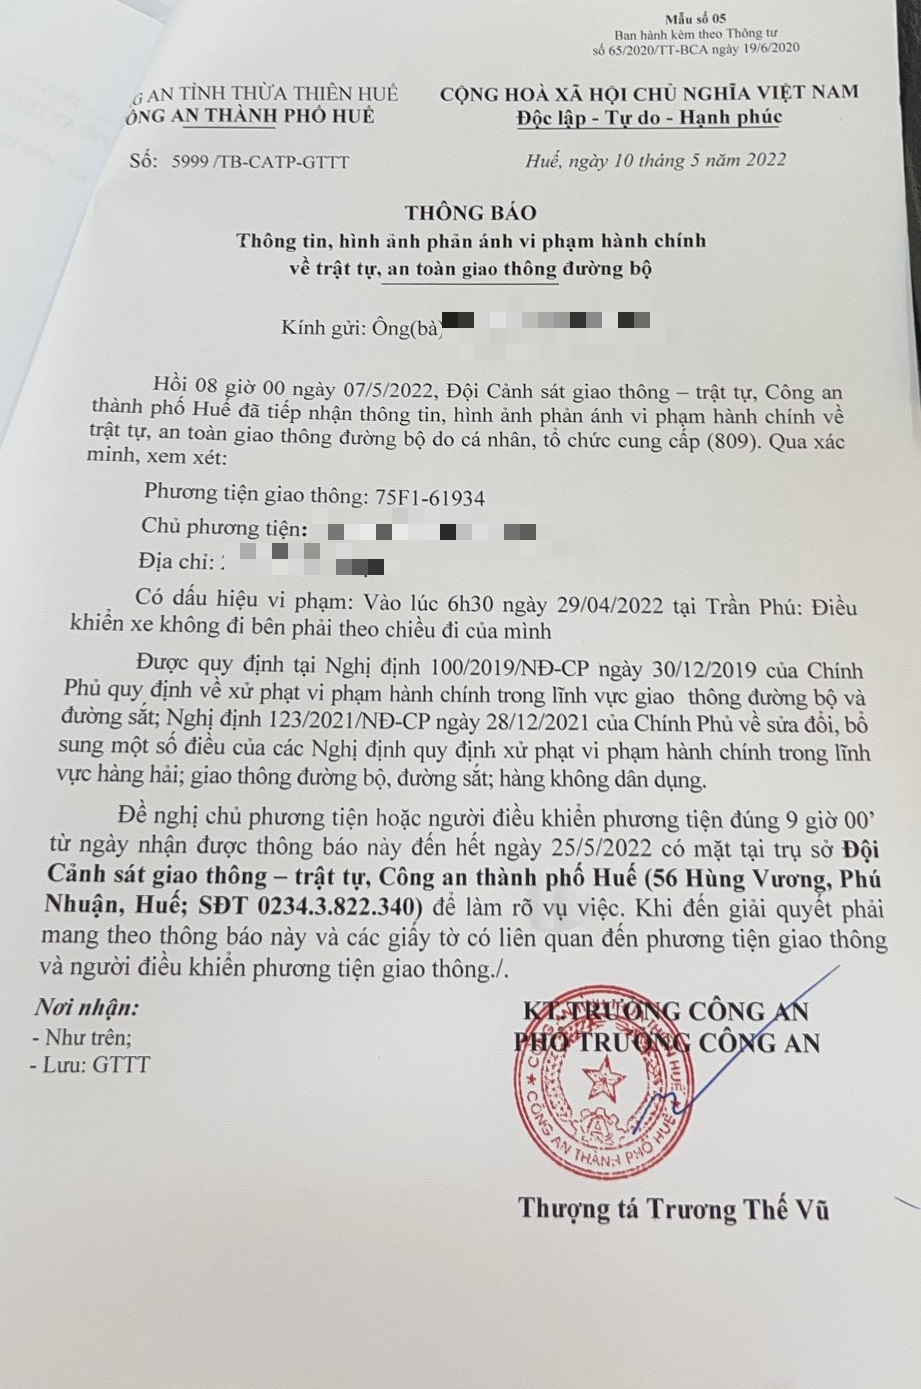 Mẫu số 05
Ban hành kèm theo Thông tư
số 65/2020/TT-BCA ngày 19/6/2020
G AN TỈNH THỪA THIÊN HUẾ
ÔNG AN THÀNH PHỐ HUẾ
Số: 5999 /TB-CATP-GTTT
CỘNG HOÀ XÃ HỘI CHỦ NGHĨA VIỆT NAM
Độc lập - Tự do - Hạnh phúc
Huế, ngày 10 tháng 5 năm 2022
THÔNG BÁO
Thông tin, hình ảnh phản ánh vi phạm hành chính
về trật tự, an toàn giao thông đường bộ
Kính gửi: Ông(bà)
Hồi 08 giờ 00 ngày 07/5/2022, Đội Cảnh sát giao thông – trật tự, Công an
thành phố Huế đã tiếp nhận thông tin, hình ảnh phản ánh vi phạm hành chính về
trật tự, an toàn giao thông đường bộ do cá nhân, tổ chức cung cấp (809). Qua xác
minh, xem xét:
Phương tiện giao thông: 75F1-61934
Chủ phương tiện:
Địa chỉ:
Có dấu hiệu vi phạm: Vào lúc 6h30 ngày 29/04/2022 tại Trần Phú: Điều
khiển xe không đi bên phải theo chiều đi của mình
Được quy định tại Nghị định 100/2019/NĐ-CP ngày 30/12/2019 của Chính
Phủ quy định về xử phạt vi phạm hành chính trong lĩnh vực giao thông đường bộ và
đường sắt; Nghị định 123/2021/NĐ-CP ngày 28/12/2021 của Chính Phủ về sửa đổi, bổ
sung một số điều của các Nghị định quy định xử phạt vi phạm hành chính trong lĩnh
vực hàng hải; giao thông đường bộ, đường sắt; hàng không dân dụng.
Đề nghị chủ phương tiện hoặc người điều khiển phương tiện đúng 9 giờ 00’
từ ngày nhận được thông báo này đến hết ngày 25/5/2022 có mặt tại trụ sở Đội
Cảnh sát giao thông – trật tự, Công an thành phố Huế (56 Hùng Vương, Phú
Nhuận, Huế; SĐT 0234.3.822.340) để làm rõ vụ việc. Khi đến giải quyết phải
mang theo thông báo này và các giấy tờ có liên quan đến phương tiện giao thông
và người điều khiển phương tiện giao thông./.
Nơi nhận:
- Như trên;
- Lưu: GTTT
KT.TRƯỞNG CÔNG AN
PHÓ TRƯỞNG CÔNG AN
CÔNG AN THÀNH PHỐ HUẾ
Thượng tá Trương Thế Vũ